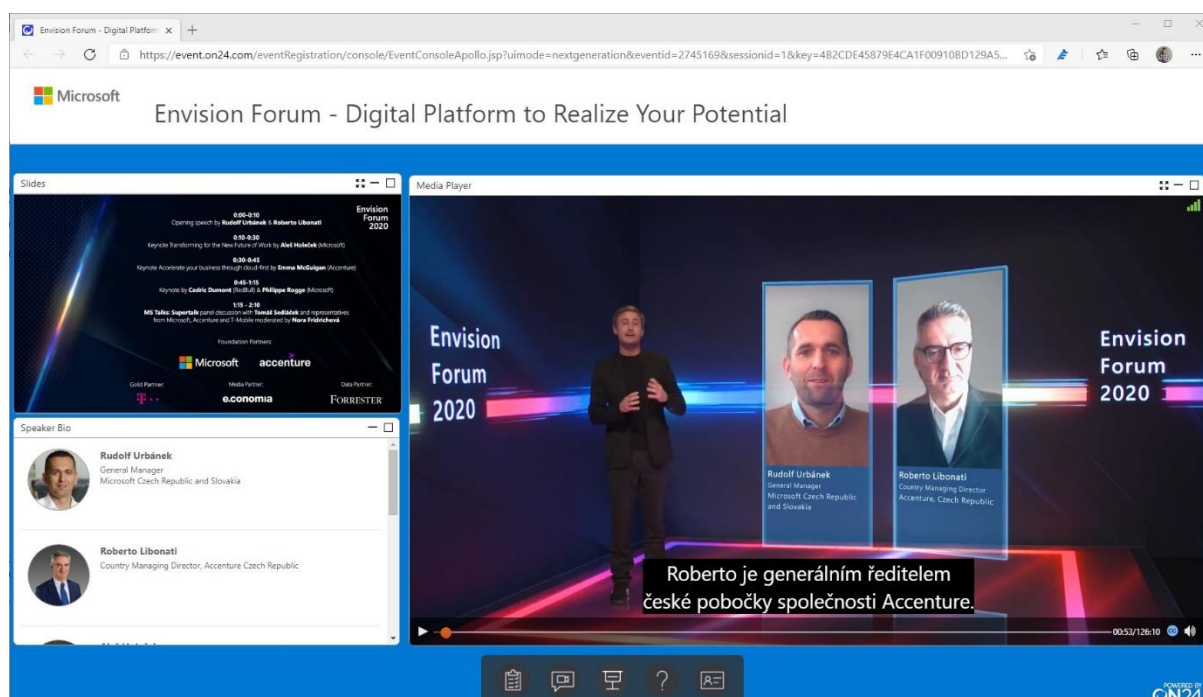 Envision Forum - Digital Platform
https://event.on24.com/eventRegistration/console/EventConsoleApollo.jsp?uimode=nextgeneration&eventid=2745169&sessionid=1&key=4B2CDE45879E4CA1F00910BD129A5...
Microsoft
Envision Forum - Digital Platform to Realize Your Potential
Slides
Envision
Forum
2020
0:00-0:10
Opening speech by Rudolf Urbánek & Roberto Libonati
0:10-0:30
Keynote Transforming for the New Future of Work by Aleš Holeček (Microsoft)
0:30-0:45
Keynote Accelerate your business through cloud-first by Emma McGuigan (Accenture)
0:45-1:15
Keynote by Cedric Dumont (RedBull) & Philippe Rogge (Microsoft)
1:15 - 2:10
MS Talks: Supertalk panel discussion with Tomáš Sedláček and representatives
from Microsoft, Accenture and T-Mobile moderated by Nora Fridrichová
Foundation Partners:
Microsoft accenture
Gold Partner: Media Partner: Data Partner:
T e.conomia FORRESTER
Speaker Bio
Rudolf Urbánek
General Manager
Microsoft Czech Republic and Slovakia
Roberto Libonati
Country Managing Director, Accenture Czech Republic
Media Player
Envision
Forum
2020
Rudolf Urbánek
General Manager
Microsoft Czech Republic
and Slovakia
Roberto Libonati
Country Managing Director
Accenture, Czech Republic
Envision
Forum
2020
Roberto je generálním ředitelem
české pobočky společnosti Accenture.
00:53/126:10
POWERED BY
ON24